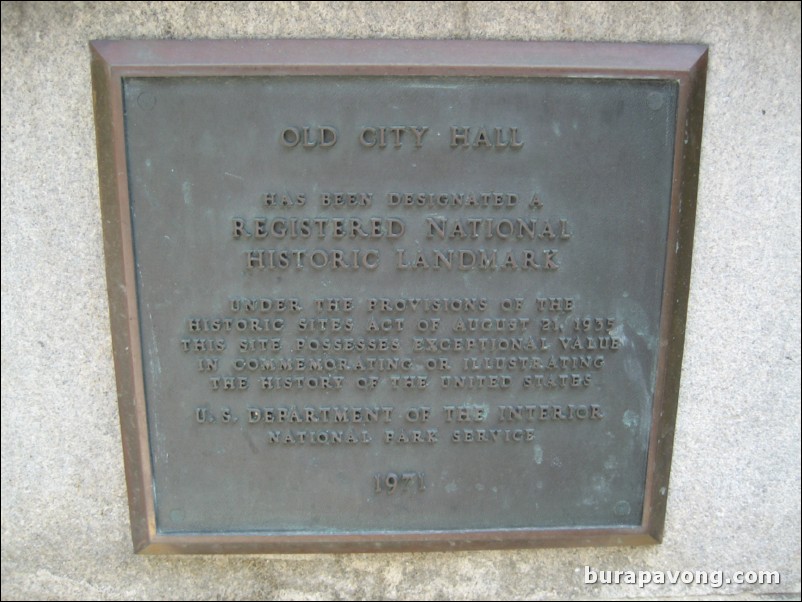 OLD CITY HALL
HAS BEEN DESIGNATED A
REGISTERED NATIONAL
HISTORIC LANDMARK
UNDER THE PROVISIONS OF THE
HISTORIC SITES ACT OF AUGUST 21, 1935
THIS SITE POSSESSES EXCEPTIONAL VALUE
IN COMMEMORATING OR ILLUSTRATING
THE HISTORY OF THE UNITED STATES
U.S. DEPARTMENT OF THE INTERIOR
NATIONAL PARK SERVICE
1971
burapavong.com